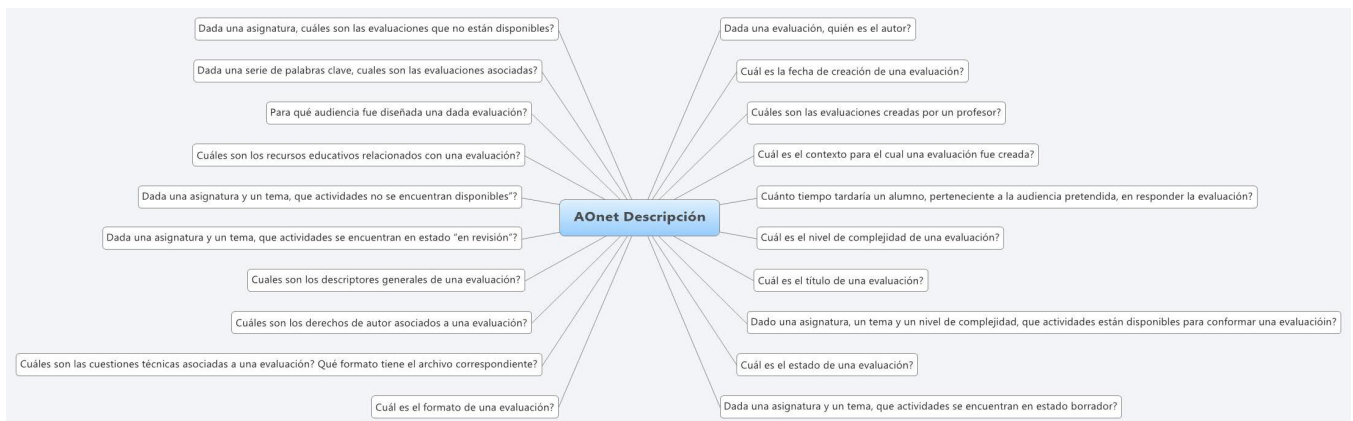 Dada una asignatura, cuáles son las evaluaciones que no están disponibles?
Dada una serie de palabras clave, cuales son las evaluaciones asociadas?
Para qué audiencia fue diseñada una dada evaluación?
Cuáles son los recursos educativos relacionados con una evaluación?
Dada una asignatura y un tema, que actividades no se encuentran disponibles"?
Dada una asignatura y un tema, que actividades se encuentran en estado "en revisión"?
Cuales son los descriptores generales de una evaluación?
Cuáles son los derechos de autor asociados a una evaluación?
Cuáles son las cuestiones técnicas asociadas a una evaluación? Qué formato tiene el archivo correspondiente?
Cuál es el formato de una evaluación?
AOnet Descripción
Dada una evaluación, quién es el autor?
Cuál es la fecha de creación de una evaluación?
Cuáles son las evaluaciones creadas por un profesor?
Cuál es el contexto para el cual una evaluación fue creada?
Cuánto tiempo tardaría un alumno, perteneciente a la audiencia pretendida, en responder la evaluación?
Cuál es el nivel de complejidad de una evaluación?
Cuál es el título de una evaluación?
Dado una asignatura, un tema y un nivel de complejidad, que actividades están disponibles para conformar una evaluacióin?
Cuál es el estado de una evaluación?
Dada una asignatura y un tema, que actividades se encuentran en estado borrador?